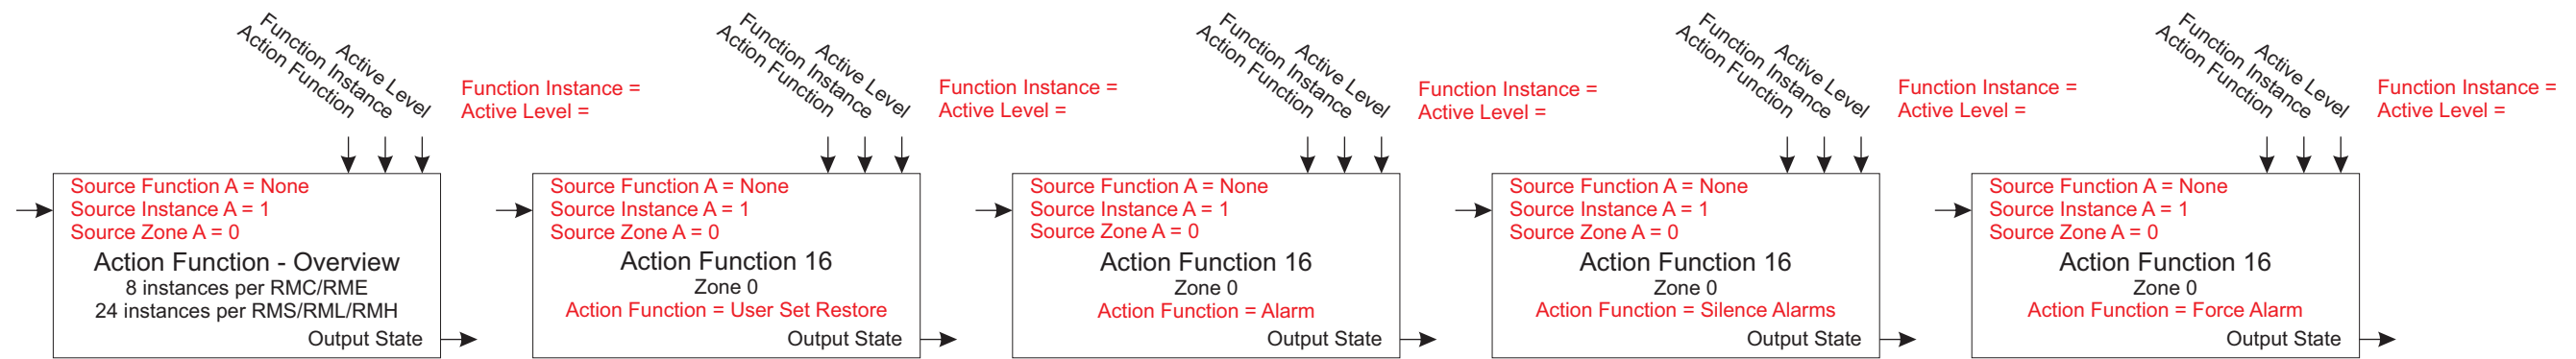 Function Instance
Action Function
Active Level
Function Instance =
Active Level =
Source Function A = None
Source Instance A = 1
Source Zone A = 0
Action Function - Overview
8 instances per RMC/RME
24 instances per RMS/RML/RMH
Output State
Function Instance
Action Function
Active Level
Function Instance =
Active Level =
Source Function A = None
Source Instance A = 1
Source Zone A = 0
Action Function 16
Zone 0
Action Function = User Set Restore
Output State
Function Instance
Action Function
Active Level
Function Instance =
Active Level =
Source Function A = None
Source Instance A = 1
Source Zone A = 0
Action Function 16
Zone 0
Action Function = Alarm
Output State
Function Instance
Action Function
Active Level
Function Instance =
Active Level =
Source Function A = None
Source Instance A = 1
Source Zone A = 0
Action Function 16
Zone 0
Action Function = Silence Alarms
Output State
Function Instance
Action Function
Active Level
Function Instance =
Active Level =
Source Function A = None
Source Instance A = 1
Source Zone A = 0
Action Function 16
Zone 0
Action Function = Force Alarm
Output State